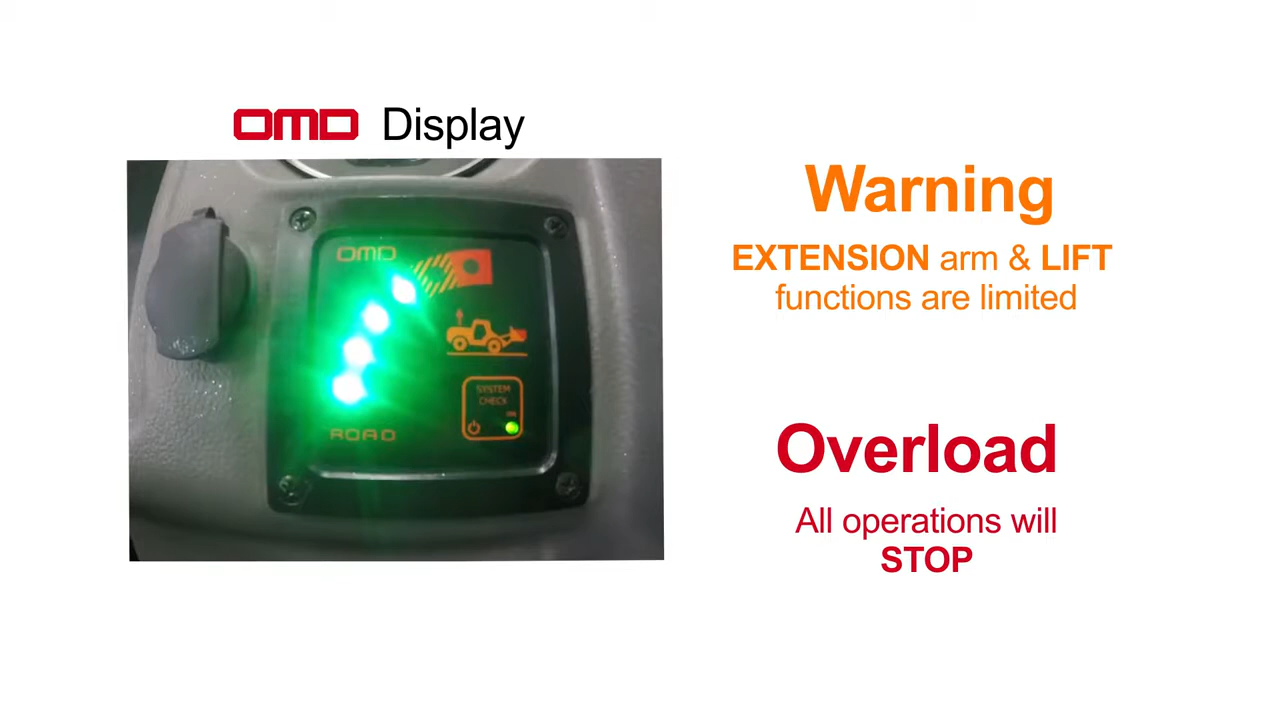 OMD Display
OMD
SYSTEM
CHECK
ROAD
Warning
EXTENSION arm & LIFT
functions are limited
Overload
All operations will
STOP